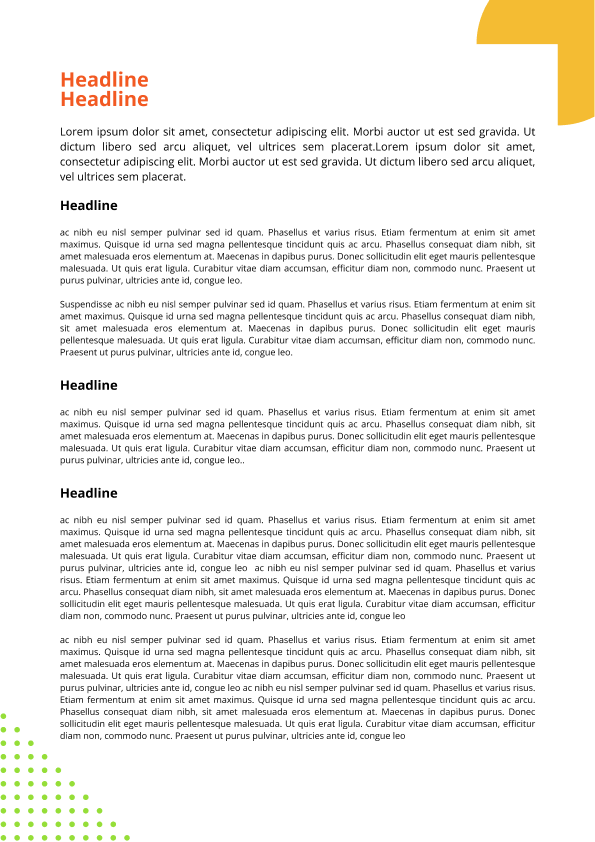 Headline
Headline
Lorem ipsum dolor sit amet, consectetur adipiscing elit. Morbi auctor ut est sed gravida. Ut
dictum libero sed arcu aliquet, vel ultrices sem placerat.Lorem ipsum dolor sit amet,
consectetur adipiscing elit. Morbi auctor ut est sed gravida. Ut dictum libero sed arcu aliquet,
vel ultrices sem placerat.
Headline
ac nibh eu nisl semper pulvinar sed id quam. Phasellus et varius risus. Etiam fermentum at enim sit amet
maximus. Quisque id urna sed magna pellentesque tincidunt quis ac arcu. Phasellus consequat diam nibh, sit
amet malesuada eros elementum at. Maecenas in dapibus purus. Donec sollicitudin elit eget mauris pellentesque
malesuada. Ut quis erat ligula. Curabitur vitae diam accumsan, efficitur diam non, commodo nunc. Praesent ut
purus pulvinar, ultricies ante id, congue leo.
Suspendisse ac nibh eu nisl semper pulvinar sed id quam. Phasellus et varius risus. Etiam fermentum at enim sit
amet maximus. Quisque id urna sed magna pellentesque tincidunt quis ac arcu. Phasellus consequat diam nibh,
sit amet malesuada eros elementum at. Maecenas in dapibus purus. Donec sollicitudin elit eget mauris
pellentesque malesuada. Ut quis erat ligula. Curabitur vitae diam accumsan, efficitur diam non, commodo nunc.
Praesent ut purus pulvinar, ultricies ante id, congue leo.
Headline
ac nibh eu nisl semper pulvinar sed id quam. Phasellus et varius risus. Etiam fermentum at enim sit amet
maximus. Quisque id urna sed magna pellentesque tincidunt quis ac arcu. Phasellus consequat diam nibh, sit
amet malesuada eros elementum at. Maecenas in dapibus purus. Donec sollicitudin elit eget mauris pellentesque
malesuada. Ut quis erat ligula. Curabitur vitae diam accumsan, efficitur diam non, commodo nunc. Praesent ut
purus pulvinar, ultricies ante id, congue leo..
Headline
ac nibh eu nisl semper pulvinar sed id quam. Phasellus et varius risus. Etiam fermentum at enim sit amet
maximus. Quisque id urna sed magna pellentesque tincidunt quis ac arcu. Phasellus consequat diam nibh, sit
amet malesuada eros elementum at. Maecenas in dapibus purus. Donec sollicitudin elit eget mauris pellentesque
malesuada. Ut quis erat ligula. Curabitur vitae diam accumsan, efficitur diam non, commodo nunc. Praesent ut
purus pulvinar, ultricies ante id, congue leo  ac nibh eu nisl semper pulvinar sed id quam. Phasellus et varius
risus. Etiam fermentum at enim sit amet maximus. Quisque id urna sed magna pellentesque tincidunt quis ac
arcu. Phasellus consequat diam nibh, sit amet malesuada eros elementum at. Maecenas in dapibus purus. Donec
sollicitudin elit eget mauris pellentesque malesuada. Ut quis erat ligula. Curabitur vitae diam accumsan, efficitur
diam non, commodo nunc. Praesent ut purus pulvinar, ultricies ante id, congue leo
ac nibh eu nisl semper pulvinar sed id quam. Phasellus et varius risus. Etiam fermentum at enim sit amet
maximus. Quisque id urna sed magna pellentesque tincidunt quis ac arcu. Phasellus consequat diam nibh, sit
amet malesuada eros elementum at. Maecenas in dapibus purus. Donec sollicitudin elit eget mauris pellentesque
malesuada. Ut quis erat ligula. Curabitur vitae diam accumsan, efficitur diam non, commodo nunc. Praesent ut
purus pulvinar, ultricies ante id, congue leo ac nibh eu nisl semper pulvinar sed id quam. Phasellus et varius risus.
Etiam fermentum at enim sit amet maximus. Quisque id urna sed magna pellentesque tincidunt quis ac arcu.
Phasellus consequat diam nibh, sit amet malesuada eros elementum at. Maecenas in dapibus purus. Donec
sollicitudin elit eget mauris pellentesque malesuada. Ut quis erat ligula. Curabitur vitae diam accumsan, efficitur
diam non, commodo nunc. Praesent ut purus pulvinar, ultricies ante id, congue leo